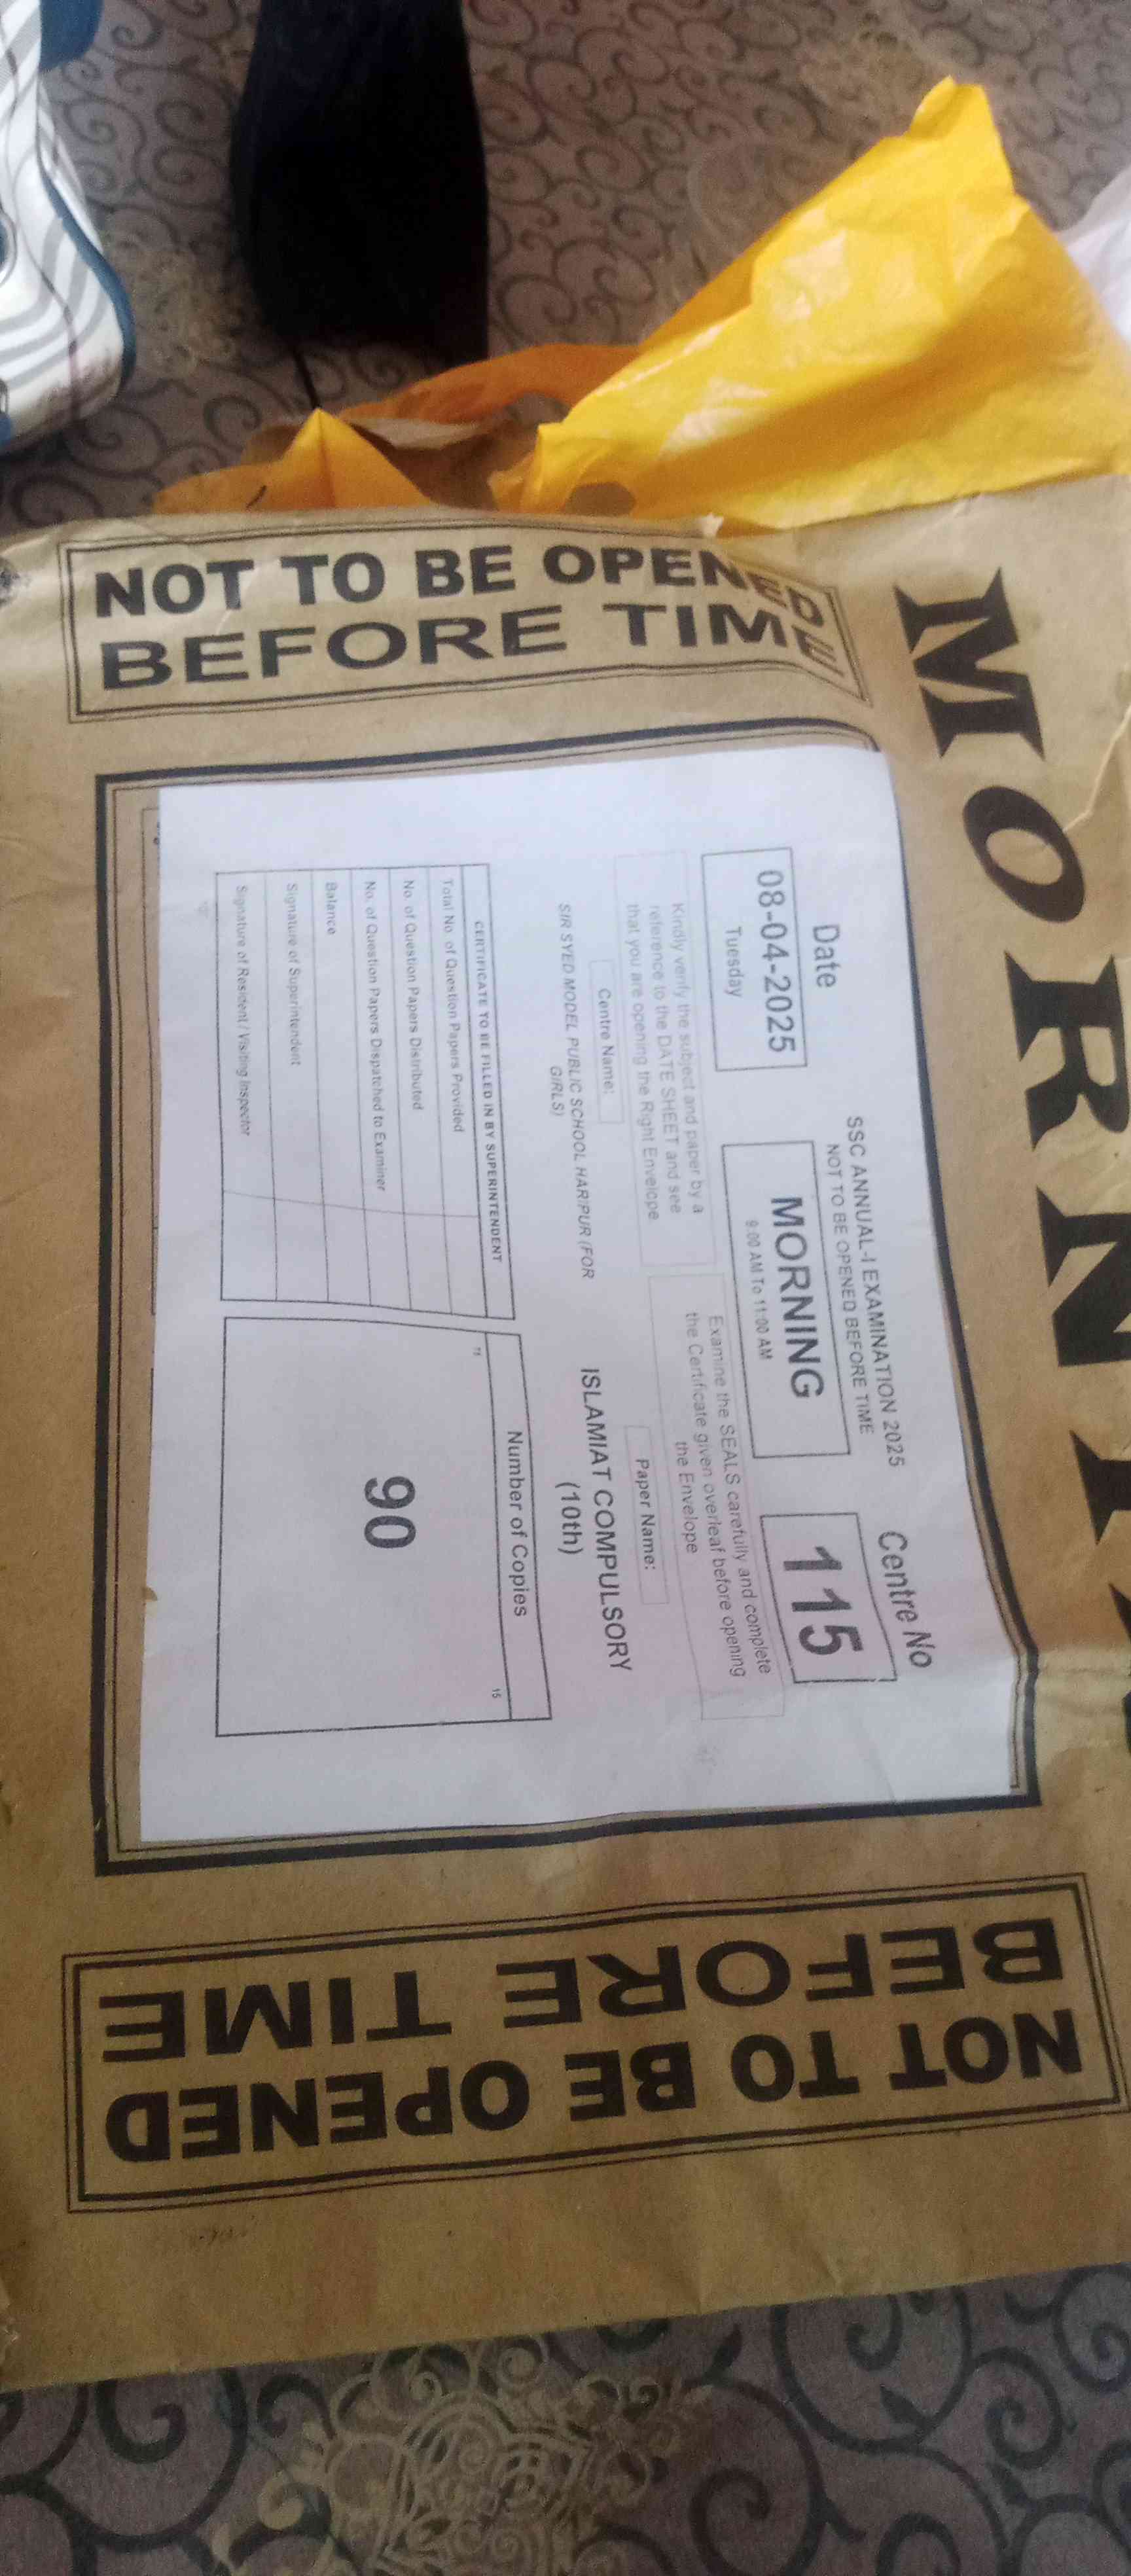 MORNI
NOT TO BE OPENED
BEFORE TIME
SSC ANNUAL-I EXAMINATION 2025
NOT TO BE OPENED BEFORE TIME
Date
Centre No
08-04-2025
Tuesday
MORNING
9:00 AM To 11:00 AM
115
Kindly verify the subject and paper by a
reference to the DATE SHEET and see
that you are opening the Right Envelope
Examine the SEALS carefully and complete
the Certificate given overleaf before opening
the Envelope
Centre Name:
Paper Name:
SIR SYED MODEL PUBLIC SCHOOL HARIPUR (FOR
GIRLS)
ISLAMIAT COMPULSORY
(10th)
CERTIFICATE TO BE FILLED IN BY SUPERINTENDENT
Total No. of Question Papers Provided
No. of Question Papers Distributed
No. of Question Papers Dispatched to Examiner
Balance
Signature of Superintendent
Signature of Resident / Visiting Inspector
Number of Copies
15
90
NOT TO BE OPENED
BEFORE TIME